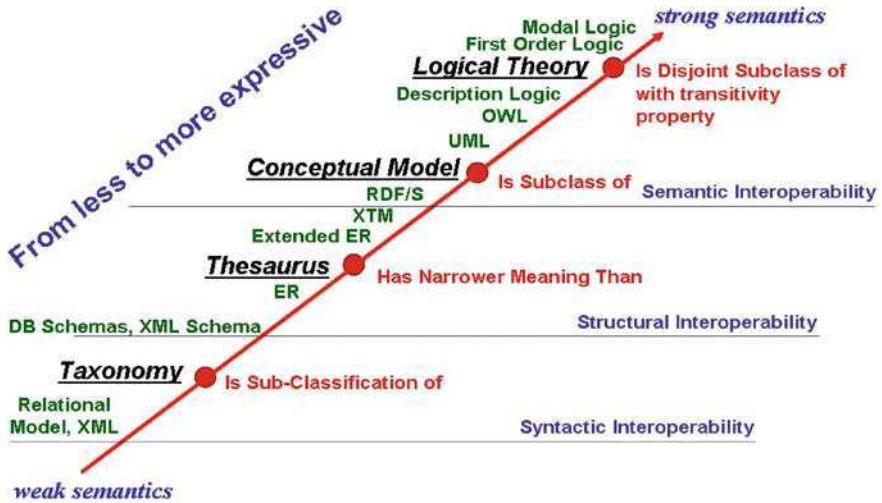 From less to more expressive
strong semantics
Modal Logic
First Order Logic
Logical Theory
Is Disjoint Subclass of
with transitivity
property
Description Logic
OWL
UML
Conceptual Model
Is Subclass of
RDF/S
Semantic Interoperability
XTM
Extended ER
Thesaurus
Has Narrower Meaning Than
ER
DB Schemas, XML Schema
Structural Interoperability
Taxonomy
Is Sub-Classification of
Relational
Model, XML
Syntactic Interoperability
weak semantics